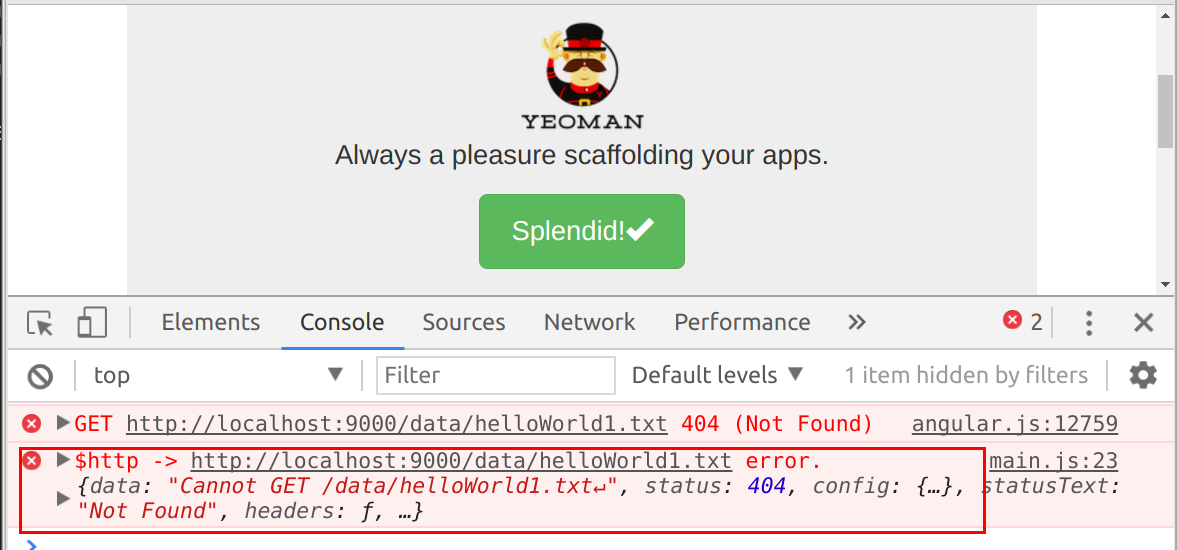 YEOMAN
Always a pleasure scaffolding your apps.
Splendid!
Elements Console Sources Network Performance » 2
top Filter Default levels 1 item hidden by filters
GET http://localhost:9000/data/helloWorld1.txt 404 (Not Found) angular.js:12759
$http -> http://localhost:9000/data/helloWorld1.txt error. main.js:23
{data: "Cannot GET /data/helloWorld1.txt↵", status: 404, config: {…}, statusText:
"Not Found", headers: ƒ, …}